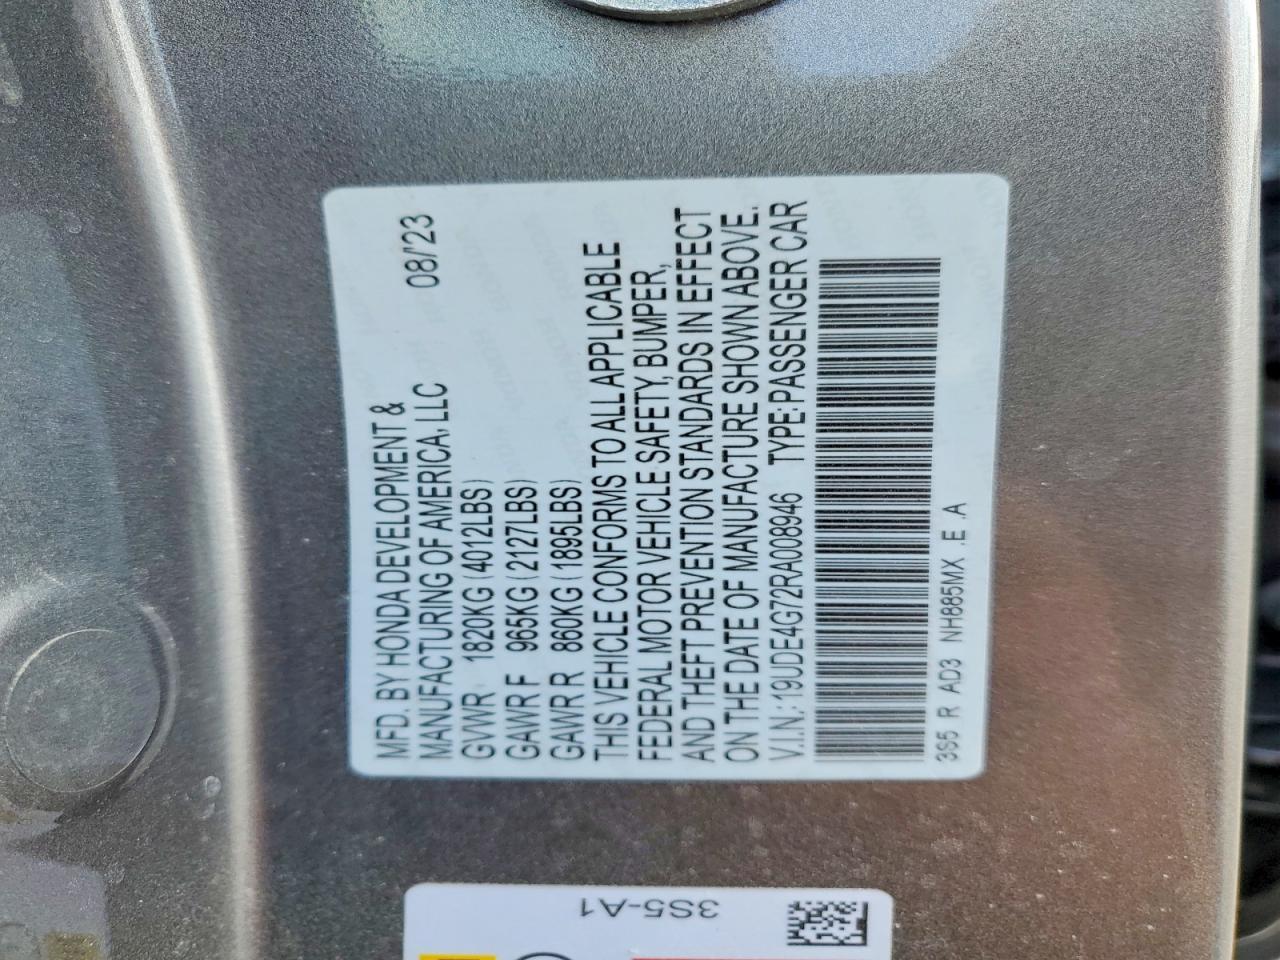 MFD. BY HONDA DEVELOPMENT &
MANUFACTURING OF AMERICA, LLC 08/'23
GVWR 1820KG (4012LBS)
GAWR F 965KG (2127LBS)
GAWR R 860KG (1895LBS)
THIS VEHICLE CONFORMS TO ALL APPLICABLE
FEDERAL MOTOR VEHICLE SAFETY, BUMPER,
AND THEFT PREVENTION STANDARDS IN EFFECT
ON THE DATE OF MANUFACTURE SHOWN ABOVE.
V.I.N.:19UDE4G72RA008946 TYPE:PASSENGER CAR
3S5 R AD3 NH885MX .E .A
3S5-A1